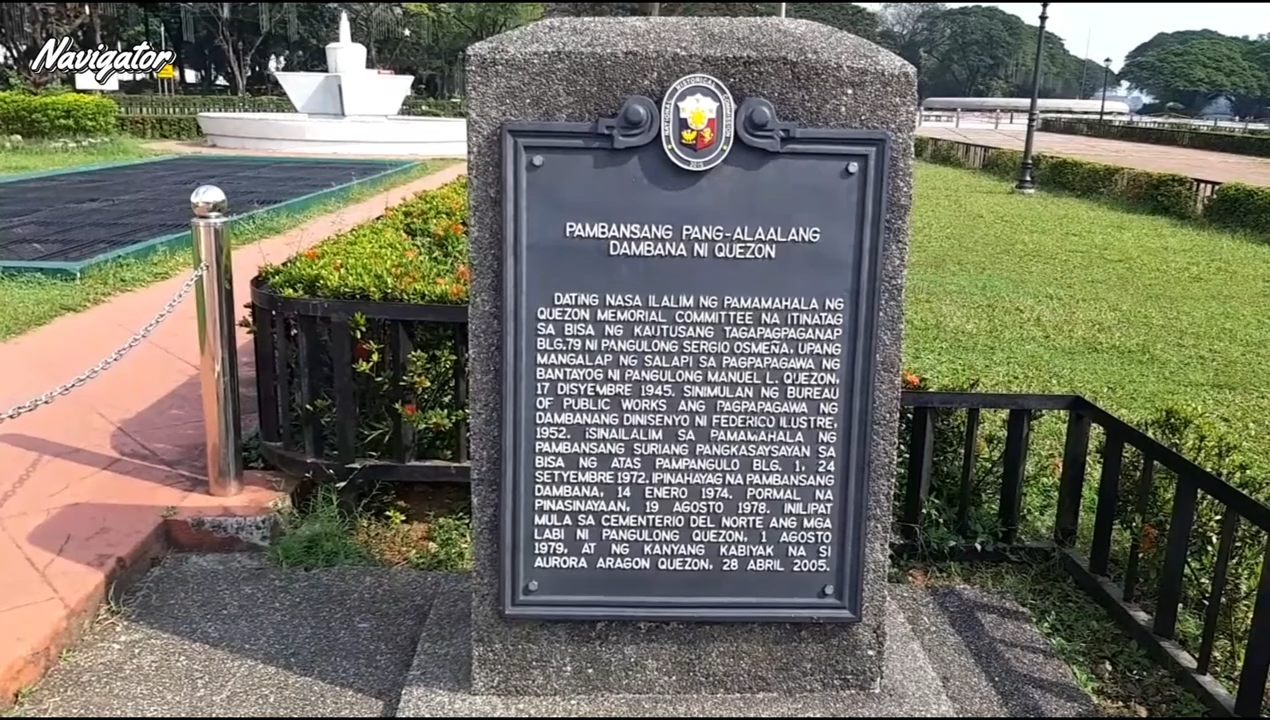 Navigator
NATIONAL HISTORICAL COMMISSION
PAMBANSANG PANG-ALAALANG
DAMBANA NI QUEZON
DATING NASA ILALIM NG PAMAMAHALA NG
QUEZON MEMORIAL COMMITTEE NA ITINATAG
SA BISA NG KAUTUSANG TAGAPAGPAGANAP
BLG.79 NI PANGULONG SERGIO OSMEÑA, UPANG
MANGALAP NG SALAPI SA PAGPAPAGAWA NG
BANTAYOG NI PANGULONG MANUEL L. QUEZON,
17 DISYEMBRE 1945. SINIMULAN NG BUREAU
OF PUBLIC WORKS ANG PAGPAPAGAWA NG
DAMBANANG DINISENYO NI FEDERICO ILUSTRE,
1952. ISINAILALIM SA PAMAMAHALA NG
PAMBANSANG SURIANG PANGKASAYSAYAN SA
BISA NG ATAS PAMPANGULO BLG. 1, 24
SETYEMBRE 1972. IPINAHAYAG NA PAMBANSANG
DAMBANA, 14 ENERO 1974. PORMAL NA
PINASINAYAAN, 19 AGOSTO 1978. INILIPAT
MULA SA CEMENTERIO DEL NORTE ANG MGA
LABI NI PANGULONG QUEZON, 1 AGOSTO
1979, AT NG KANYANG KABIYAK NA SI
AURORA ARAGON QUEZON, 28 ABRIL 2005.